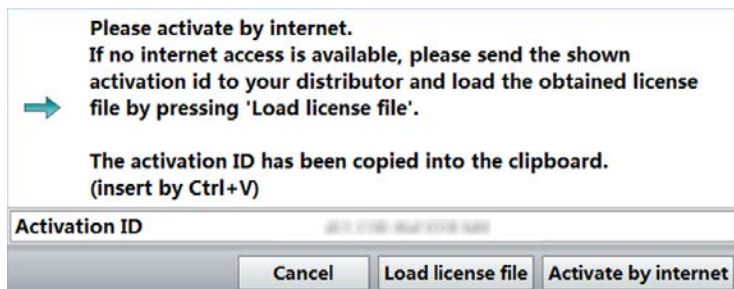 Please activate by internet.
If no internet access is available, please send the shown
activation id to your distributor and load the obtained license
file by pressing 'Load license file'.
The activation ID has been copied into the clipboard.
(insert by Ctrl+V)
Activation ID
Cancel Load license file Activate by internet